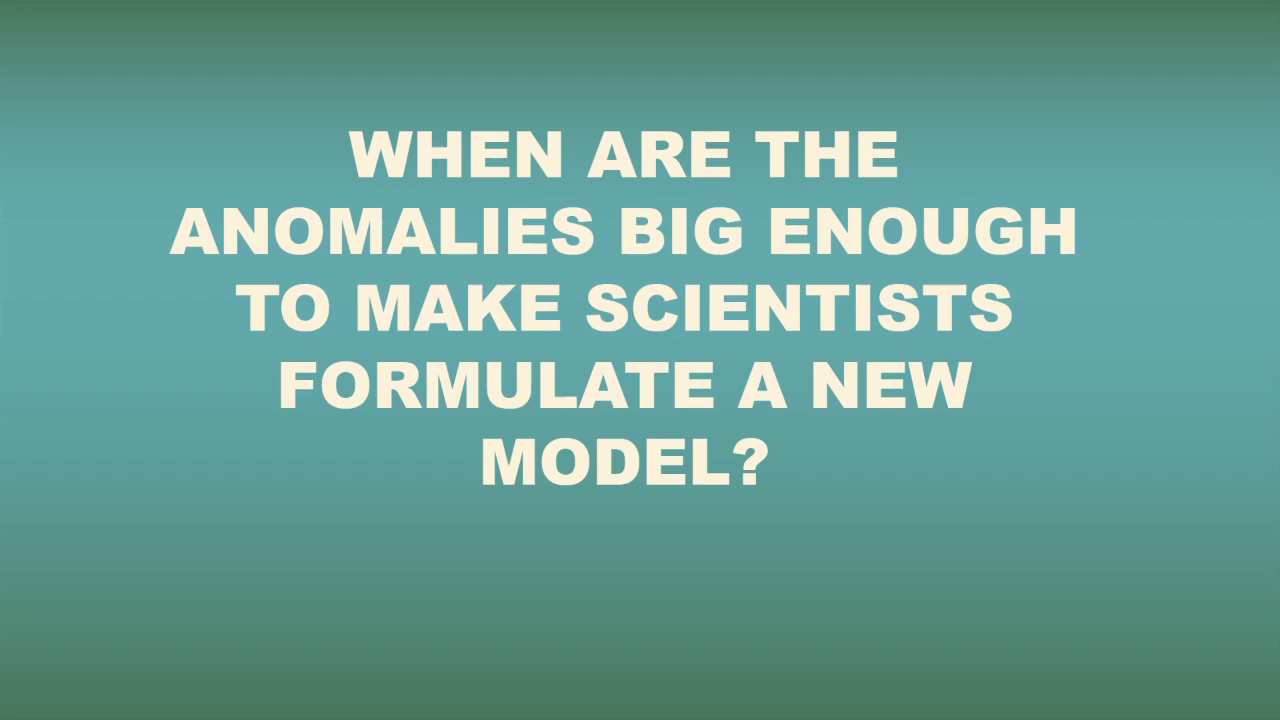 WHEN ARE THE
ANOMALIES BIG ENOUGH
TO MAKE SCIENTISTS
FORMULATE A NEW
MODEL?